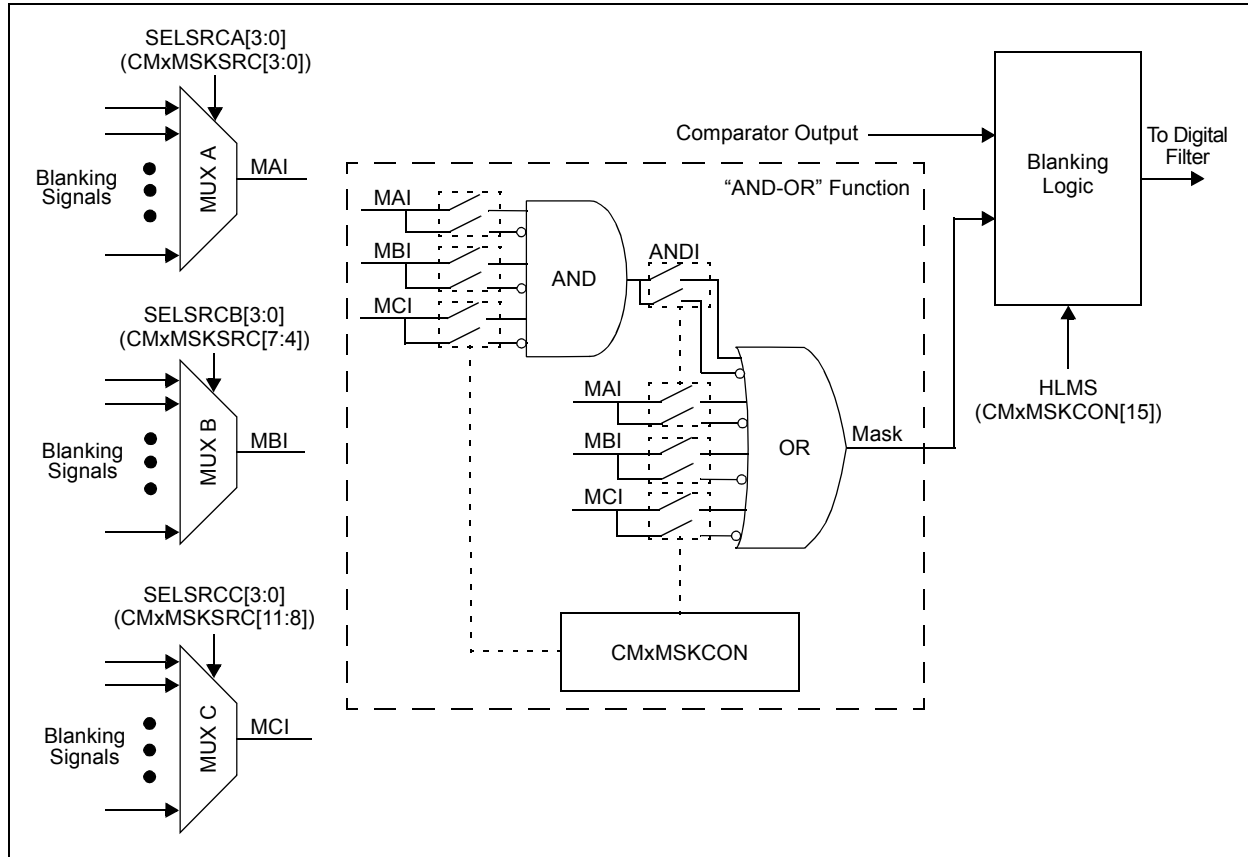 SELSRCA[3:0]
(CMxMSKSRC[3:0])
Blanking
Signals
MUX A
MAI
SELSRCB[3:0]
(CMxMSKSRC[7:4])
Blanking
Signals
MUX B
MBI
SELSRCC[3:0]
(CMxMSKSRC[11:8])
Blanking
Signals
MUX C
MCI
“AND-OR” Function
MAI
MBI
MCI
AND
ANDI
MAI
MBI
MCI
OR
Mask
CMxMSKCON
Comparator Output
Blanking
Logic
To Digital
Filter
HLMS
(CMxMSKCON[15])